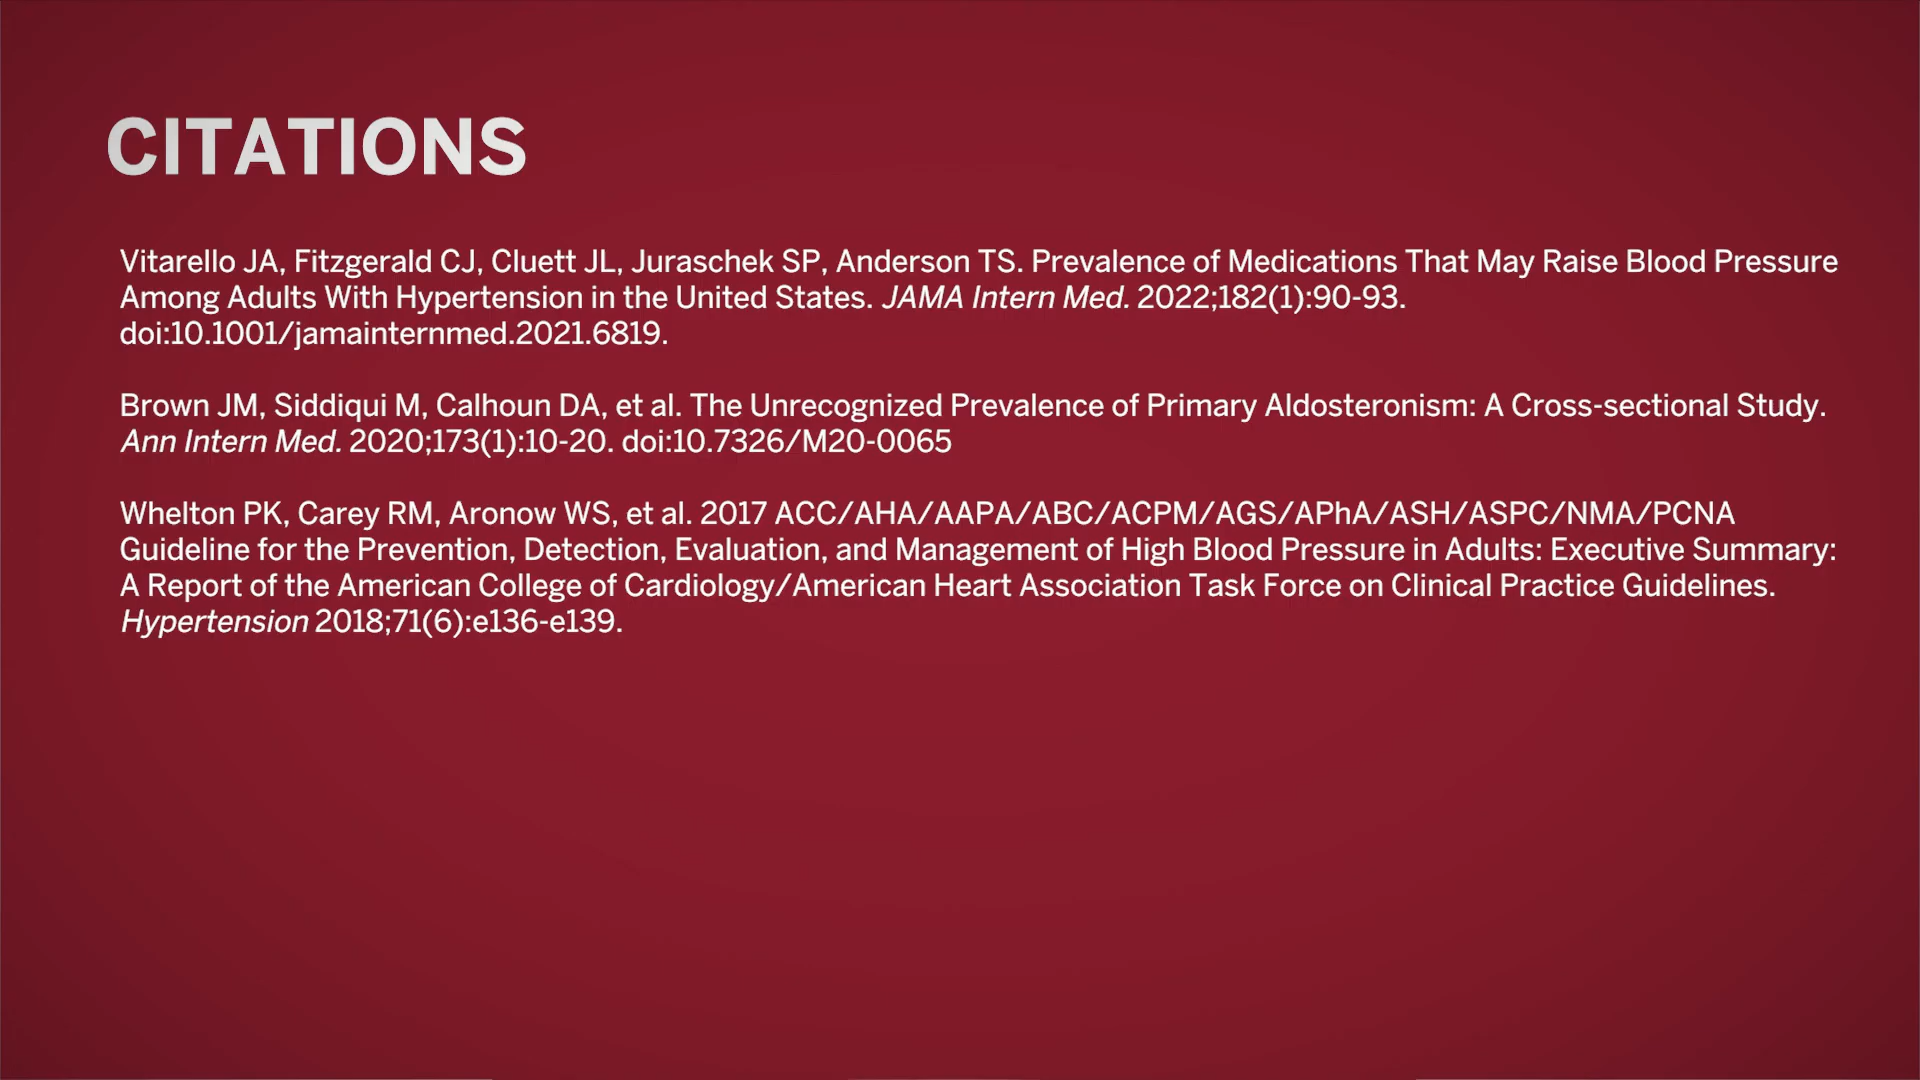 CITATIONS
Vitarello JA, Fitzgerald CJ, Cluett JL, Juraschek SP, Anderson TS. Prevalence of Medications That May Raise Blood Pressure
Among Adults With Hypertension in the United States. JAMA Intern Med. 2022;182(1):90-93.
doi:10.1001/jamainternmed.2021.6819.
Brown JM, Siddiqui M, Calhoun DA, et al. The Unrecognized Prevalence of Primary Aldosteronism: A Cross-sectional Study.
Ann Intern Med. 2020;173(1):10-20. doi:10.7326/M20-0065
Whelton PK, Carey RM, Aronow WS, et al. 2017 ACC/AHA/AAPA/ABC/ACPM/AGS/APhA/ASH/ASPC/NMA/PCNA
Guideline for the Prevention, Detection, Evaluation, and Management of High Blood Pressure in Adults: Executive Summary:
A Report of the American College of Cardiology/American Heart Association Task Force on Clinical Practice Guidelines.
Hypertension 2018;71(6):e136-e139.